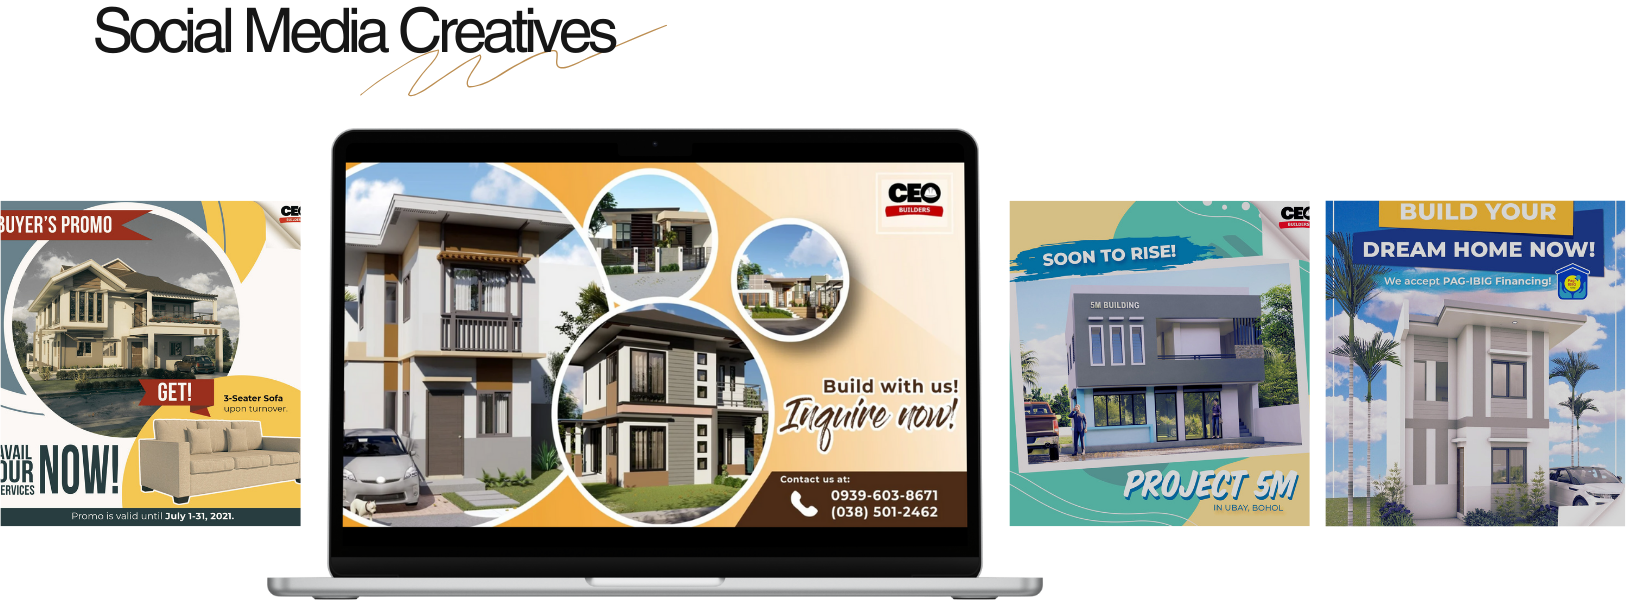 Social Media Creatives
BUYER'S PROMO
CEO
BUILDERS
GET!
3-Seater Sofa
upon turnover.
AVAIL
OUR
SERVICES
NOW!
Promo is valid until July 1-31, 2021.
CEO
BUILDERS
Build with us!
Inquire now!
Contact us at:
0939-603-8671
(038) 501-2462
CEO
BUILDERS
SOON TO RISE!
5M BUILDING
PROJECT 5M
IN UBAY, BOHOL
BUILD YOUR
DREAM HOME NOW!
We accept PAG-IBIG Financing!